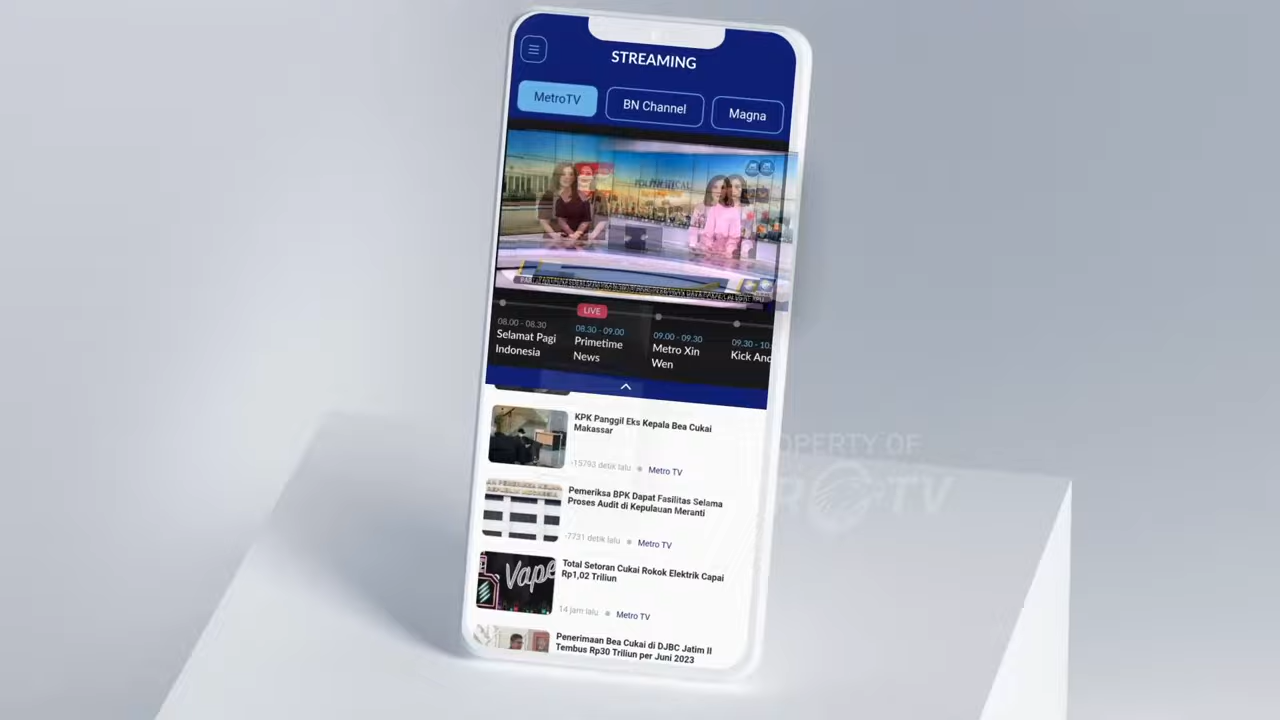 STREAMING
MetroTV
BN Channel
Magna
POLITICAL
LIVE
08.00 - 08.30
Selamat Pagi
Indonesia
08.30 - 09.00
Primetime
News
09.00 - 09.30
Metro Xin
Wen
09.30 - 10.
Kick And
KPK Panggil Eks Kepala Bea Cukai
Makassar
-15793 detik lalu
Metro TV
Pemeriksa BPK Dapat Fasilitas Selama
Proses Audit di Kepulauan Meranti
-7731 detik lalu
Metro TV
Vape
Total Setoran Cukai Rokok Elektrik Capai
Rp1,02 Triliun
14 jam lalu
Metro TV
Penerimaan Bea Cukai di DJBC Jatim II
Tembus Rp30 Triliun per Juni 2023
PROPERTY OF